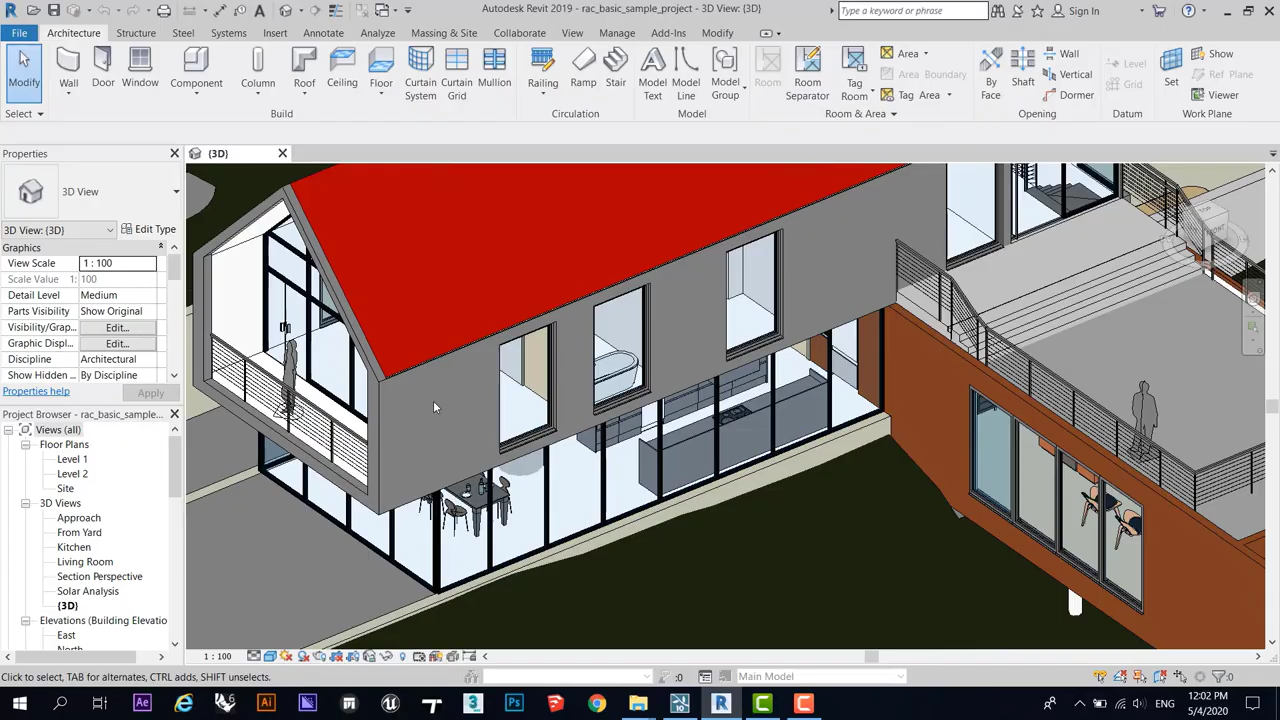 Autodesk Revit 2019 - rac_basic_sample_project - 3D View: {3D}
Type a keyword or phrase
Sign In
File Architecture Structure Steel Systems Insert Annotate Analyze Massing & Site Collaborate View Manage Add-Ins Modify
Modify Wall Door Window Component Column Roof Ceiling Floor Curtain System Curtain Grid Mullion Railing Ramp Stair Model Text Model Line Model Group Room Room Separator Tag Room
Area
Area Boundary
Tag Area
By Face Shaft
Wall
Vertical
Dormer
Level
Grid
Set
Show
Ref Plane
Viewer
Select Build Circulation Model Room & Area Opening Datum Work Plane
Properties
{3D}
3D View
3D View: {3D} Edit Type
Graphics
View Scale 1 : 100
Scale Value 1: 100
Detail Level Medium
Parts Visibility Show Original
Visibility/Grap... Edit...
Graphic Displ... Edit...
Discipline Architectural
Show Hidden ... By Discipline
Properties help Apply
Project Browser - rac_basic_sample...
Views (all)
Floor Plans
Level 1
Level 2
Site
3D Views
Approach
From Yard
Kitchen
Living Room
Section Perspective
Solar Analysis
{3D}
Elevations (Building Elevatio
East
North
TOP
FRONT
1 : 100
Click to select, TAB for alternates, CTRL adds, SHIFT unselects.
:0
Main Model
:0
ENG
12:02 PM
5/4/2020